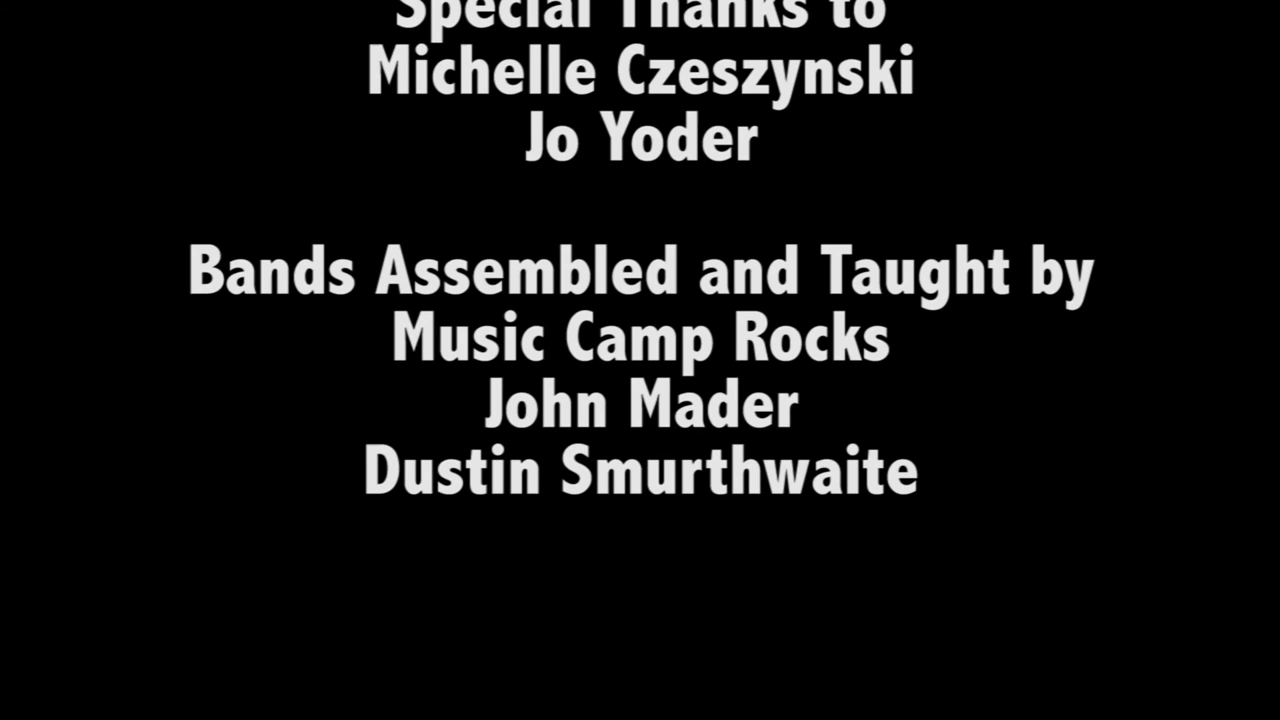 Special Thanks to
Michelle Czeszynski
Jo Yoder
Bands Assembled and Taught by
Music Camp Rocks
John Mader
Dustin Smurthwaite